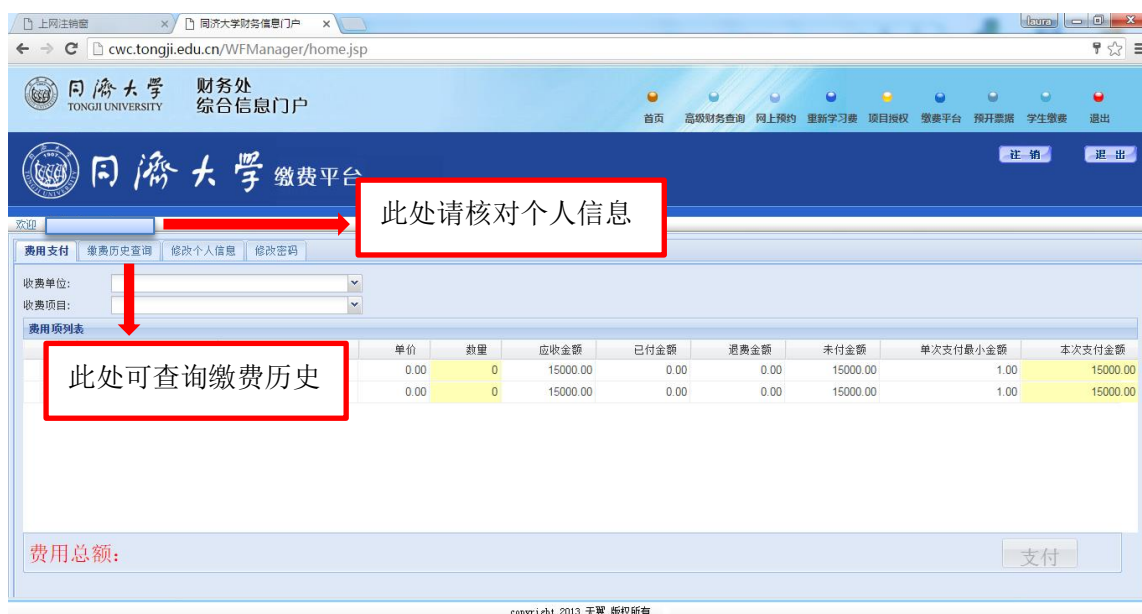 上网注销窗
同济大学财务信息门户
laura
cwc.tongji.edu.cn/WFManager/home.jsp
同濟大学
TONGJI UNIVERSITY
财务处
综合信息门户
首页 高级财务查询 网上预约 重新学习费 项目授权 缴费平台 预开票据 学生缴费 退出
同濟大学 缴费平台
注 销 退 出
欢迎
此处请核对个人信息
费用支付 缴费历史查询 修改个人信息 修改密码
收费单位:
收费项目:
费用项列表
单价 数量 应收金额 已付金额 退费金额 未付金额 单次支付最小金额 本次支付金额
0.00 0 15000.00 0.00 0.00 15000.00 1.00 15000.00
0.00 0 15000.00 0.00 0.00 15000.00 1.00 15000.00
此处可查询缴费历史
费用总额:
支付
copyright 2013 天翼 版权所有